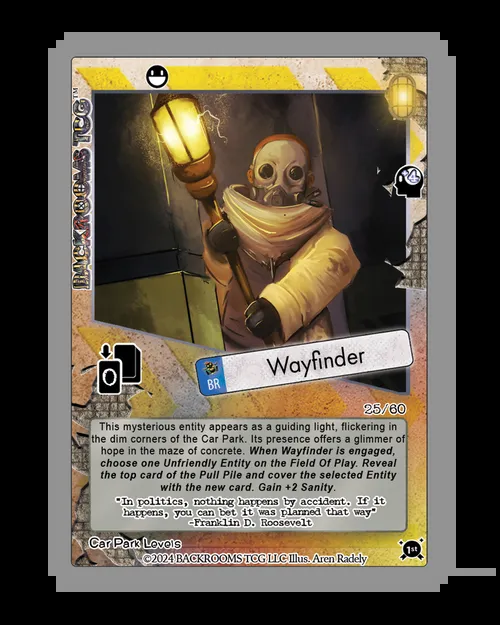 BACKROOMS TCG™
Wayfinder
BR
0
25/60
This mysterious entity appears as a guiding light, flickering in
the dim corners of the Car Park. Its presence offers a glimmer of
hope in the maze of concrete. When Wayfinder is engaged,
choose one Unfriendly Entity on the Field Of Play. Reveal
the top card of the Pull Pile and cover the selected Entity
with the new card. Gain +2 Sanity.
"In politics, nothing happens by accident. If it
happens, you can bet it was planned that way"
-Franklin D. Roosevelt
Car Park Levels
©2024 BACKROOMS TCG LLC Illus. Aren Radely
1st